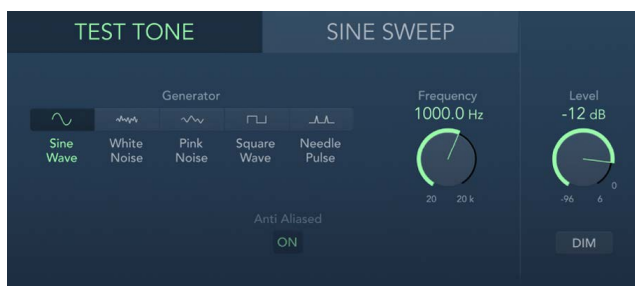 TEST TONE
SINE SWEEP
Generator
Sine Wave
White Noise
Pink Noise
Square Wave
Needle Pulse
Frequency
1000.0 Hz
20 20 k
Level
-12 dB
0
-96 6
Anti Aliased
ON
DIM